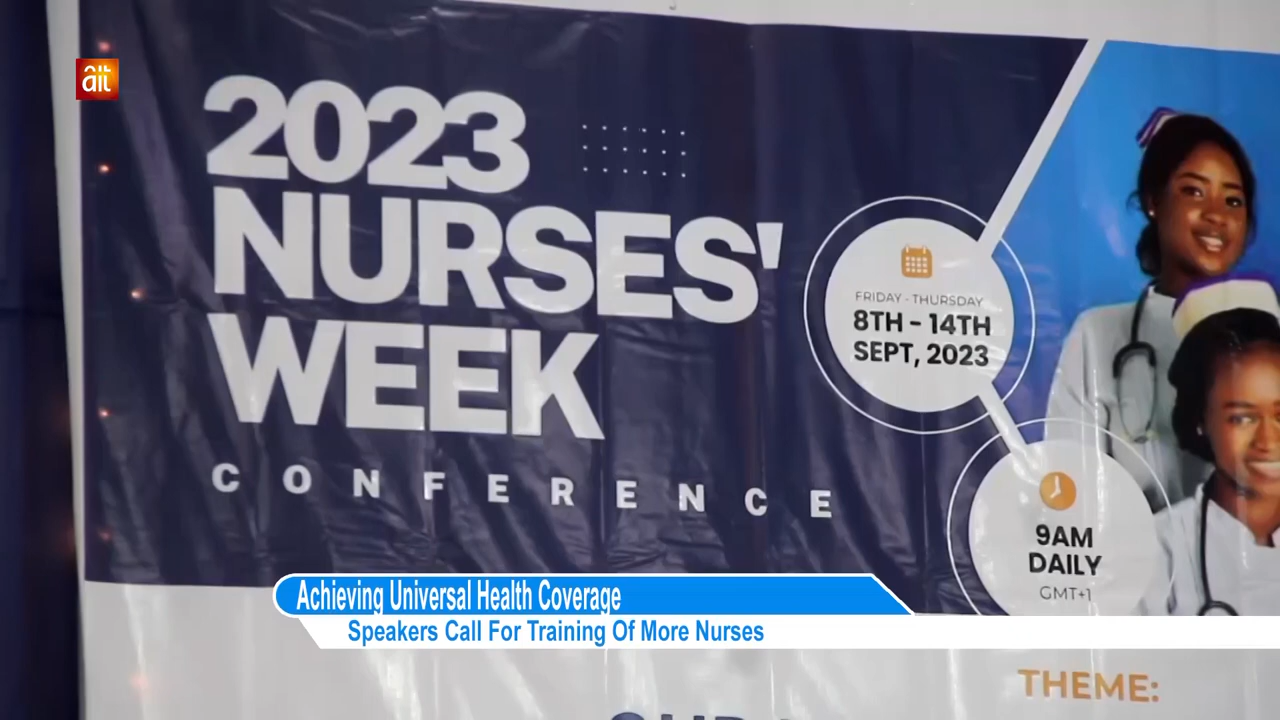 ait
2023
NURSES'
WEEK
CONFERENCE
FRIDAY - THURSDAY
8TH - 14TH
SEPT, 2023
9AM
DAILY
GMT+1
Achieving Universal Health Coverage
Speakers Call For Training Of More Nurses
THEME: